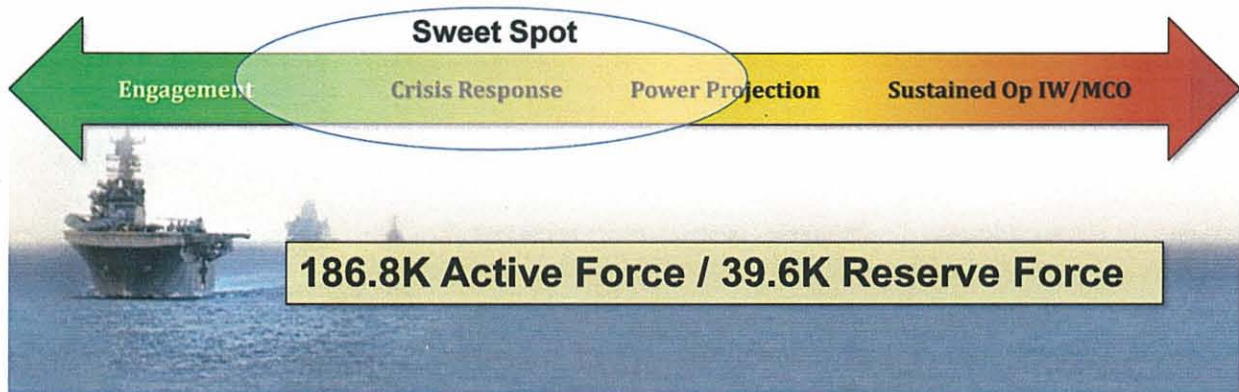 Sweet Spot
Engagement Crisis Response Power Projection Sustained Op IW/MCO
186.8K Active Force / 39.6K Reserve Force